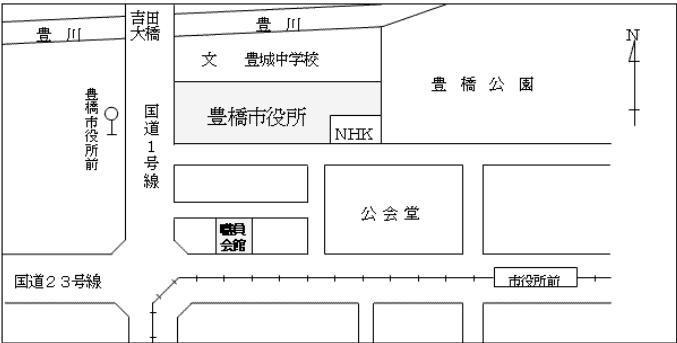 吉田
大橋
豊 川
豊 川
N
文 豊城中学校
豊橋公園
豊橋市役所前
国道1号線
豊橋市役所
NHK
公会堂
職員
会館
国道23号線
市役所前